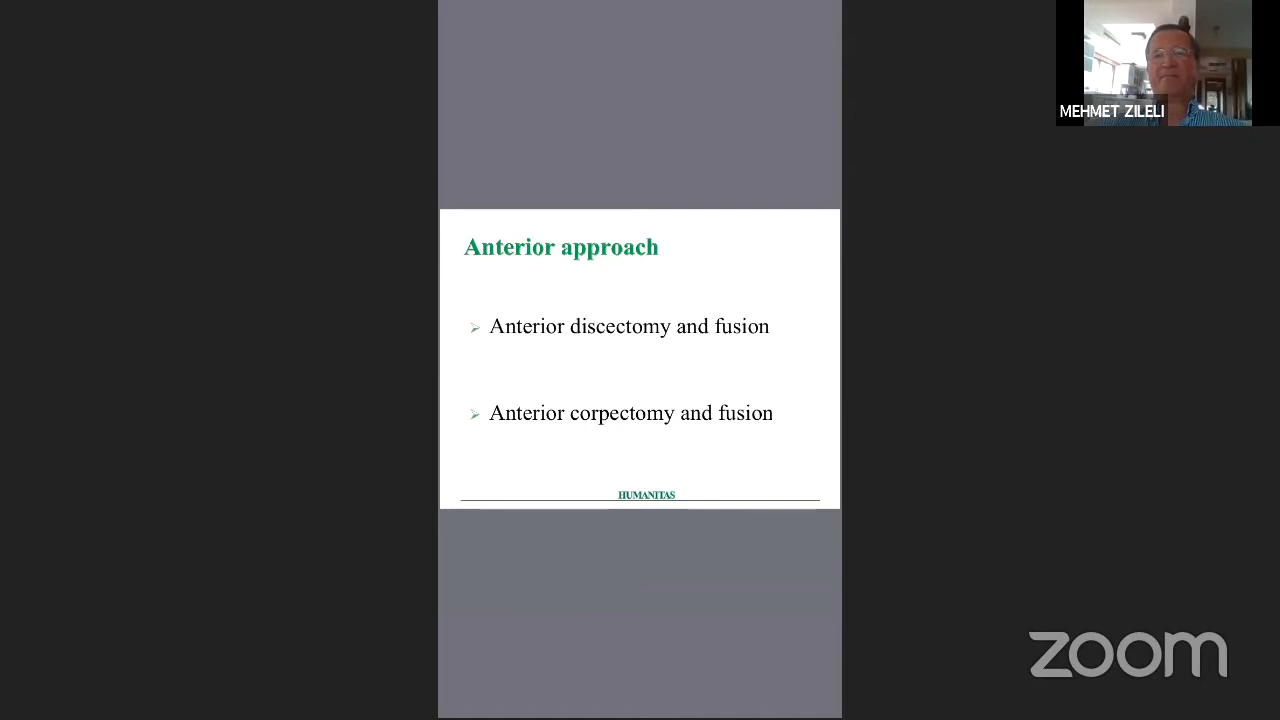 MEHMET ZILELI
Anterior approach
Anterior discectomy and fusion
Anterior corpectomy and fusion
HUMANITAS
zoom